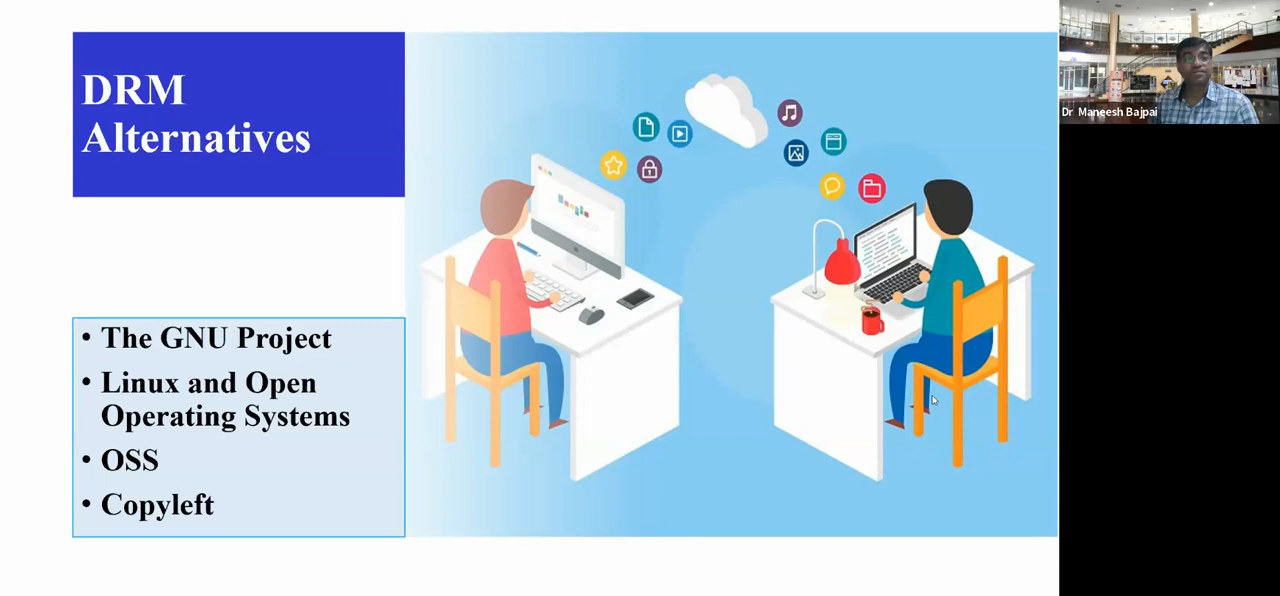 DRM
Alternatives
• The GNU Project
• Linux and Open
Operating Systems
• OSS
• Copyleft
Dr Maneesh Bajpai